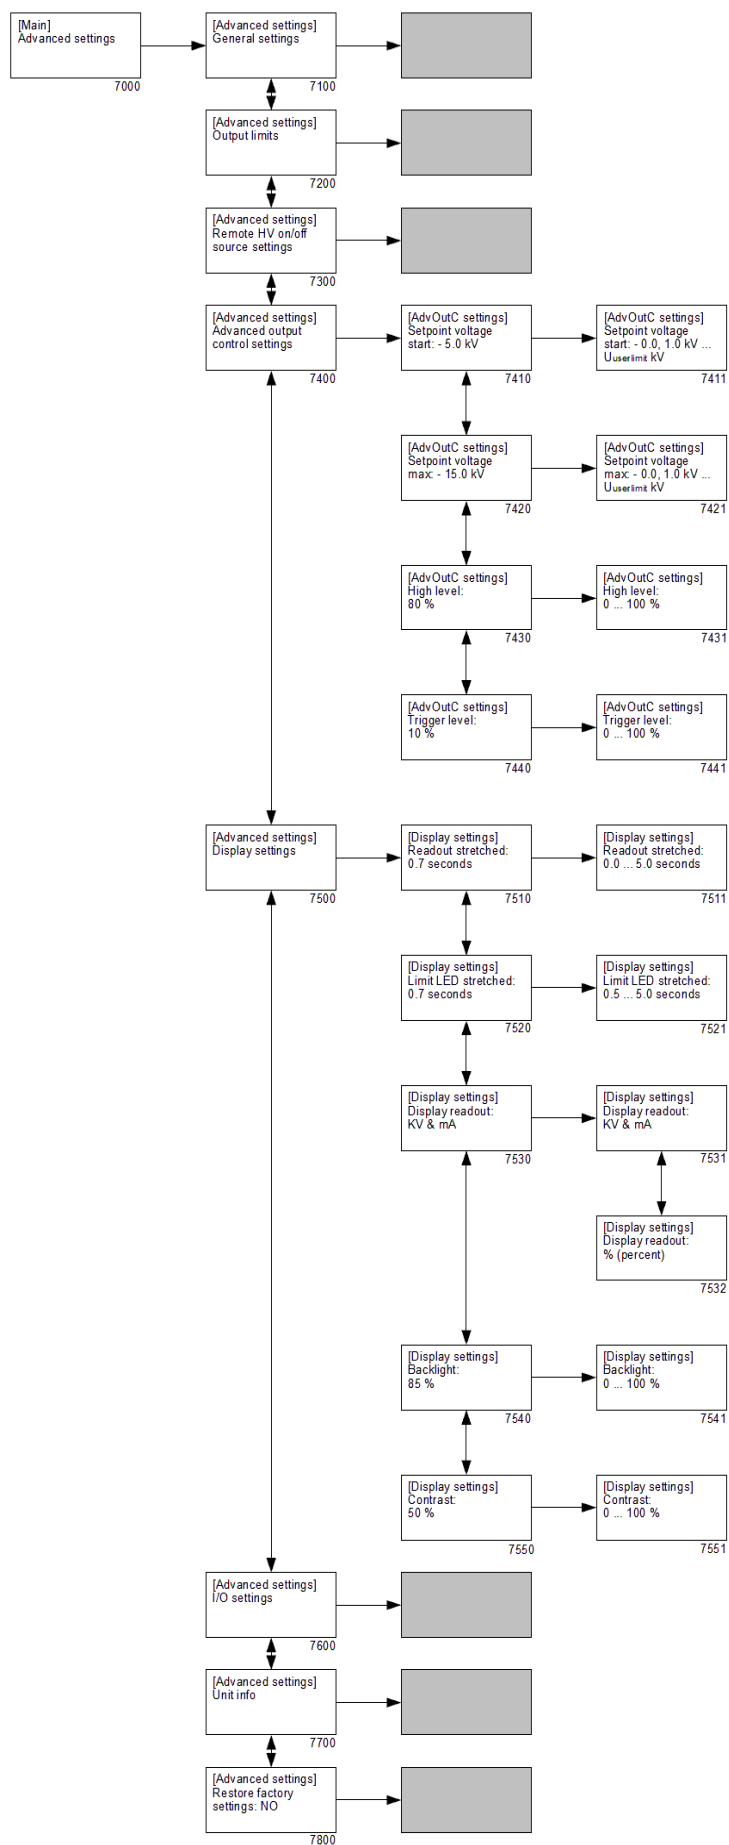 [Main]
Advanced settings
7000
[Advanced settings]
General settings
7100
[Advanced settings]
Output limits
7200
[Advanced settings]
Remote HV on/off
source settings
7300
[Advanced settings]
Advanced output
control settings
7400
[AdvOutC settings]
Setpoint voltage
start: - 5.0 kV
7410
[AdvOutC settings]
Setpoint voltage
start: - 0.0, 1.0 kV ...
Uuserlimit kV
7411
[AdvOutC settings]
Setpoint voltage
max: - 15.0 kV
7420
[AdvOutC settings]
Setpoint voltage
max: - 0.0, 1.0 kV ...
Uuserlimit kV
7421
[AdvOutC settings]
High level:
80 %
7430
[AdvOutC settings]
High level:
0 ... 100 %
7431
[AdvOutC settings]
Trigger level:
10 %
7440
[AdvOutC settings]
Trigger level:
0 ... 100 %
7441
[Advanced settings]
Display settings
7500
[Display settings]
Readout stretched:
0.7 seconds
7510
[Display settings]
Readout stretched:
0.0 ... 5.0 seconds
7511
[Display settings]
Limit LED stretched:
0.7 seconds
7520
[Display settings]
Limit LED stretched:
0.5 ... 5.0 seconds
7521
[Display settings]
Display readout:
KV & mA
7530
[Display settings]
Display readout:
KV & mA
7531
[Display settings]
Display readout:
% (percent)
7532
[Display settings]
Backlight:
85 %
7540
[Display settings]
Backlight:
0 ... 100 %
7541
[Display settings]
Contrast:
50 %
7550
[Display settings]
Contrast:
0 ... 100 %
7551
[Advanced settings]
I/O settings
7600
[Advanced settings]
Unit info
7700
[Advanced settings]
Restore factory
settings: NO
7800